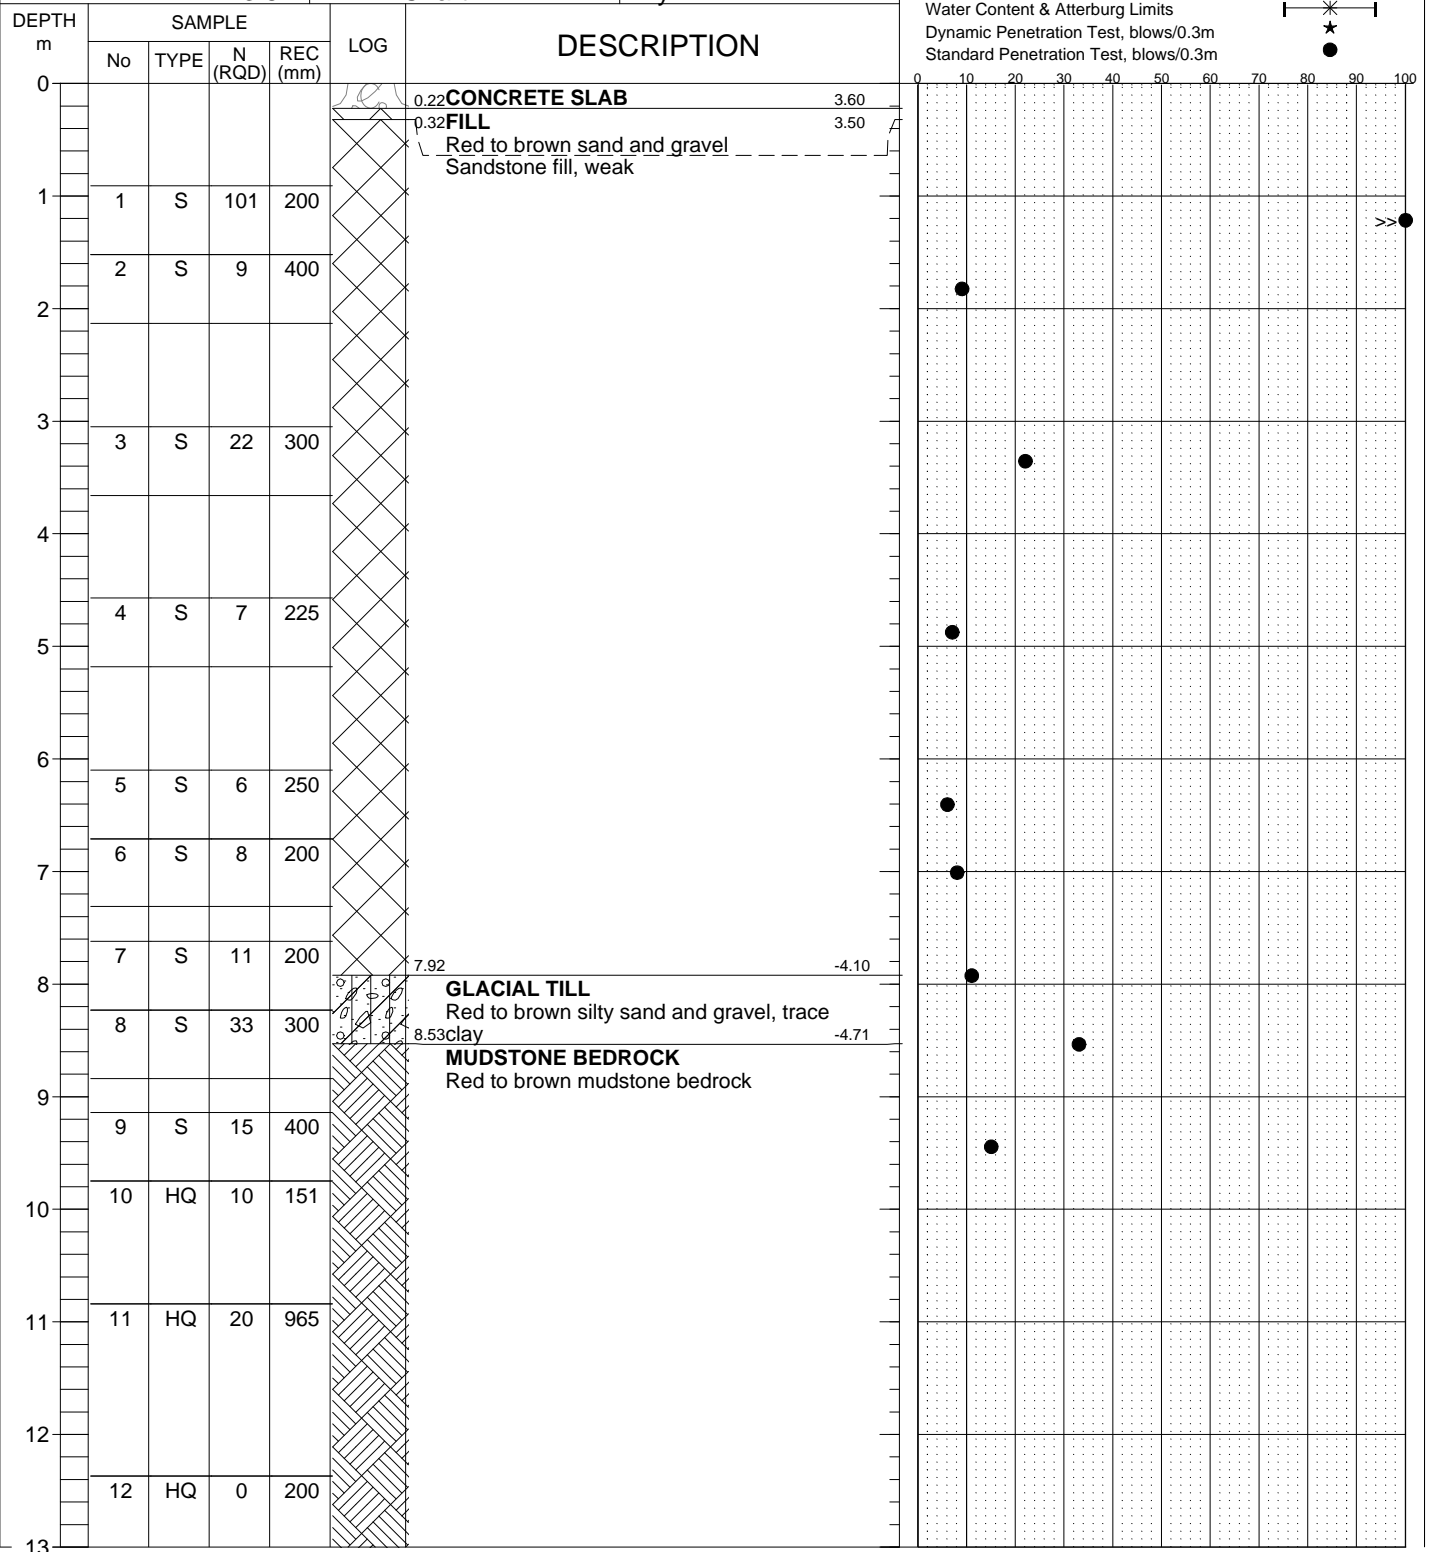 Water Content & Atterburg Limits
Dynamic Penetration Test, blows/0.3m
Standard Penetration Test, blows/0.3m
DEPTH m
SAMPLE
LOG
DESCRIPTION
No TYPE N (RQD) REC (mm)
0 10 20 30 40 50 60 70 80 90 100
0
0.22 CONCRETE SLAB 3.60
0.32 FILL 3.50
Red to brown sand and gravel
Sandstone fill, weak
1
1 S 101 200
>>
2 S 9 400
2
3
3 S 22 300
4
4 S 7 225
5
6
5 S 6 250
6 S 8 200
7
7 S 11 200
7.92 -4.10
8
GLACIAL TILL
Red to brown silty sand and gravel, trace
8 S 33 300
8.53 clay -4.71
MUDSTONE BEDROCK
Red to brown mudstone bedrock
9
9 S 15 400
10 HQ 10 151
10
11 HQ 20 965
11
12
12 HQ 0 200
13